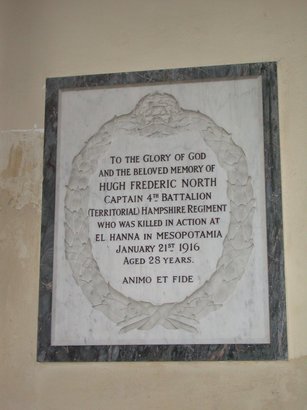 TO THE GLORY OF GOD
AND THE BELOVED MEMORY OF
HUGH FREDERIC NORTH
CAPTAIN 4TH BATTALION
(TERRITORIAL) HAMPSHIRE REGIMENT
WHO WAS KILLED IN ACTION AT
EL HANNA IN MESOPOTAMIA
JANUARY 21ST 1916
AGED 28 YEARS.
ANIMO ET FIDE